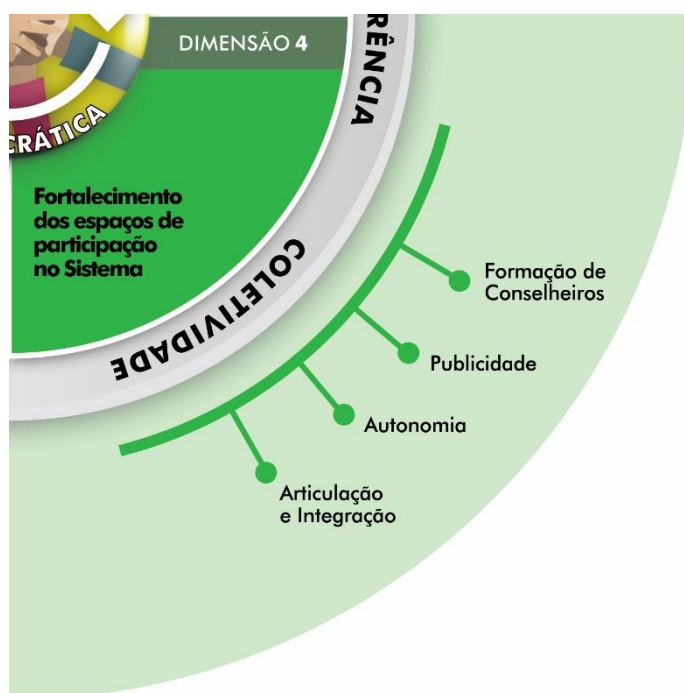 DIMENSÃO 4
RÊNCIA
CRÁTICA
Fortalecimento
dos espaços de
participação
no Sistema
COLETIVIDADE
Formação de
Conselheiros
Publicidade
Autonomia
Articulação
e Integração